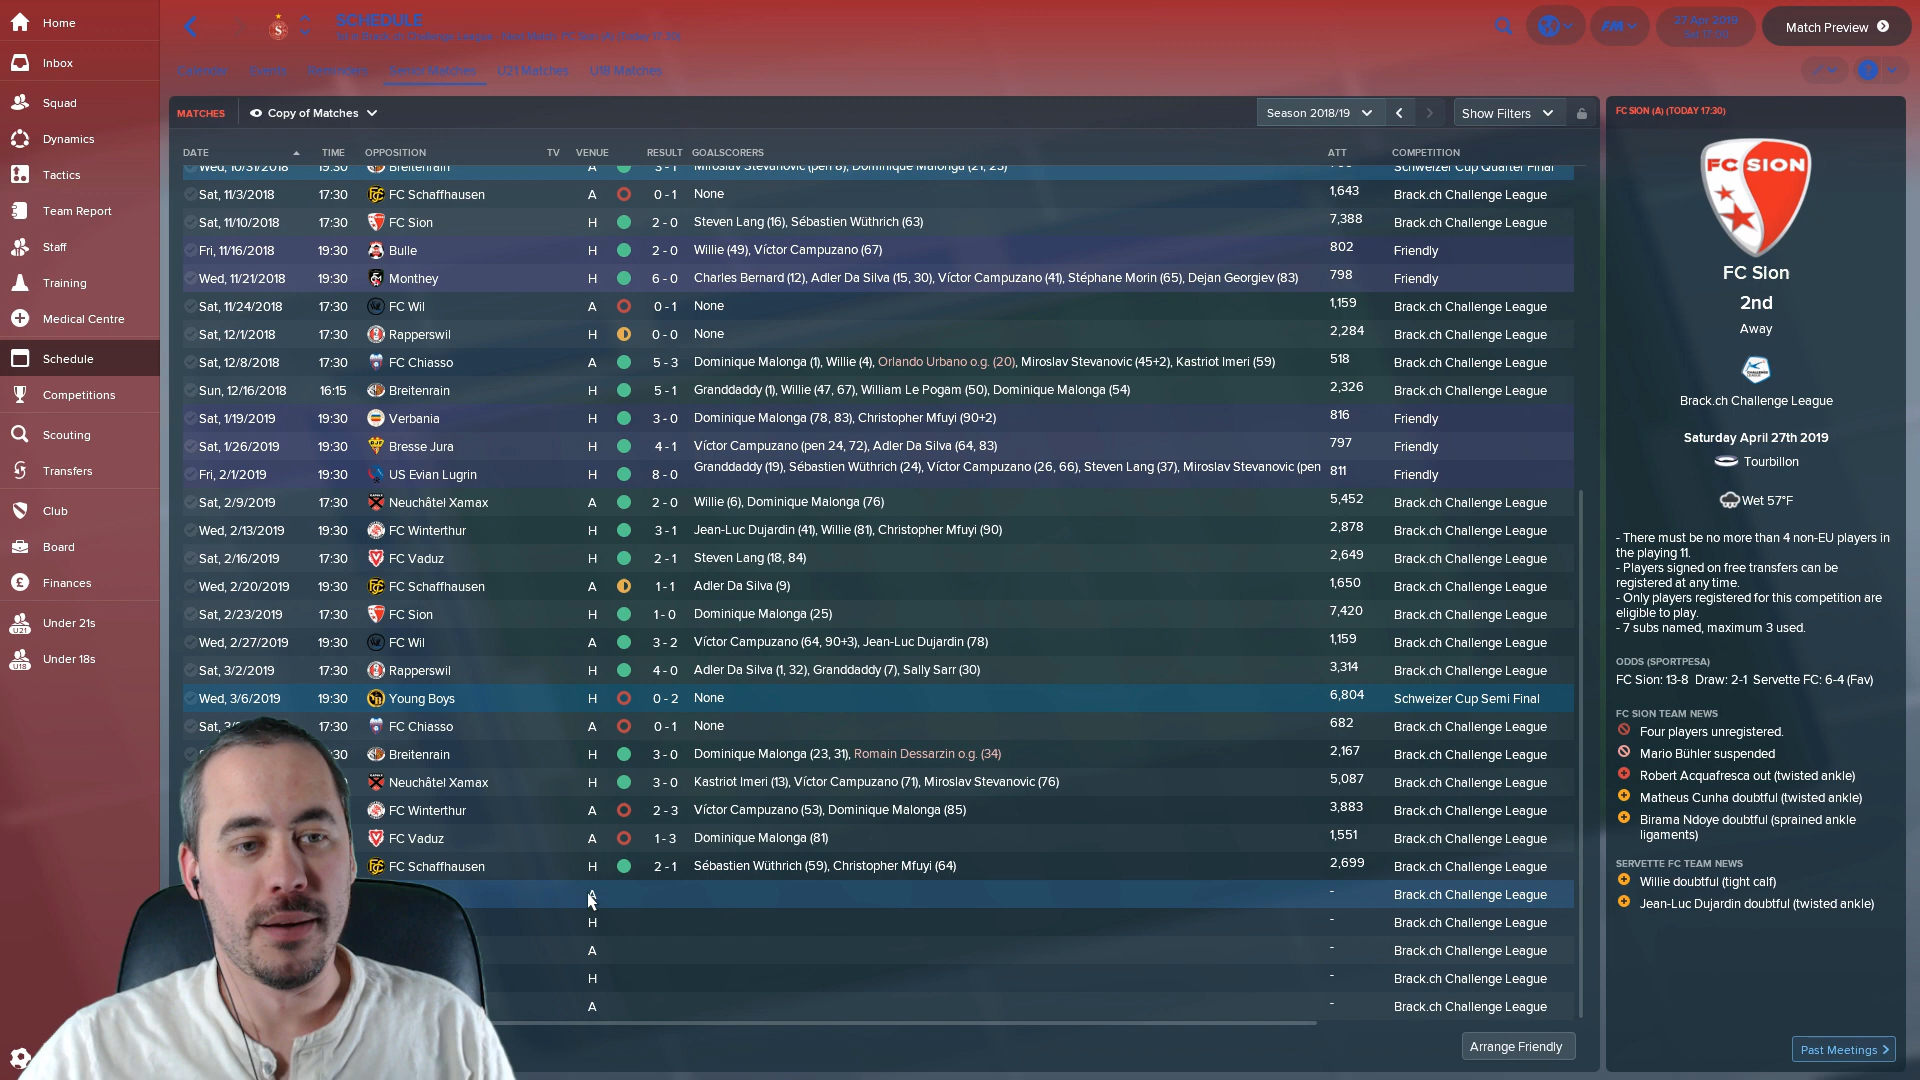 Home
Inbox
Squad
Dynamics
Tactics
Team Report
Staff
Training
Medical Centre
Schedule
Competitions
Scouting
Transfers
Club
Board
Finances
Under 21s
Under 18s
SCHEDULE
27 Apr 2019
Sat 17:00
Match Preview
Calendar Events Reminders Senior Matches U21 Matches U18 Matches
MATCHES Copy of Matches Season 2018/19 Show Filters
DATE TIME OPPOSITION TV VENUE RESULT GOALSCORERS ATT COMPETITION
Wed, 10/31/2018 19:30 Breitenrain A 3 - 1 Miroslav Stevanovic (pen 8), Dominique Malonga (21, 23) Schweizer Cup Quarter Final
Sat, 11/3/2018 17:30 FC Schaffhausen A 0 - 1 None 1,643 Brack.ch Challenge League
Sat, 11/10/2018 17:30 FC Sion H 2 - 0 Steven Lang (16), Sébastien Wüthrich (63) 7,388 Brack.ch Challenge League
Fri, 11/16/2018 19:30 Bulle H 2 - 0 Willie (49), Víctor Campuzano (67) 802 Friendly
Wed, 11/21/2018 19:30 Monthey H 6 - 0 Charles Bernard (12), Adler Da Silva (15, 30), Víctor Campuzano (41), Stéphane Morin (65), Dejan Georgiev (83) 798 Friendly
Sat, 11/24/2018 17:30 FC Wil A 0 - 1 None 1,159 Brack.ch Challenge League
Sat, 12/1/2018 17:30 Rapperswil H 0 - 0 None 2,284 Brack.ch Challenge League
Sat, 12/8/2018 17:30 FC Chiasso A 5 - 3 Dominique Malonga (1), Willie (4), Orlando Urbano o.g. (20), Miroslav Stevanovic (45+2), Kastriot Imeri (59) 518 Brack.ch Challenge League
Sun, 12/16/2018 16:15 Breitenrain H 5 - 1 Granddaddy (1), Willie (47, 67), William Le Pogam (50), Dominique Malonga (54) 2,326 Brack.ch Challenge League
Sat, 1/19/2019 19:30 Verbania H 3 - 0 Dominique Malonga (78, 83), Christopher Mfuyi (90+2) 816 Friendly
Sat, 1/26/2019 19:30 Bresse Jura H 4 - 1 Víctor Campuzano (pen 24, 72), Adler Da Silva (64, 83) 797 Friendly
Fri, 2/1/2019 19:30 US Evian Lugrin H 8 - 0 Granddaddy (19), Sébastien Wüthrich (24), Víctor Campuzano (26, 66), Steven Lang (37), Miroslav Stevanovic (pen 811 Friendly
Sat, 2/9/2019 17:30 Neuchâtel Xamax A 2 - 0 Willie (6), Dominique Malonga (76) 5,452 Brack.ch Challenge League
Wed, 2/13/2019 19:30 FC Winterthur H 3 - 1 Jean-Luc Dujardin (41), Willie (81), Christopher Mfuyi (90) 2,878 Brack.ch Challenge League
Sat, 2/16/2019 17:30 FC Vaduz H 2 - 1 Steven Lang (18, 84) 2,649 Brack.ch Challenge League
Wed, 2/20/2019 19:30 FC Schaffhausen A 1 - 1 Adler Da Silva (9) 1,650 Brack.ch Challenge League
Sat, 2/23/2019 17:30 FC Sion H 1 - 0 Dominique Malonga (25) 7,420 Brack.ch Challenge League
Wed, 2/27/2019 19:30 FC Wil A 3 - 2 Víctor Campuzano (64, 90+3), Jean-Luc Dujardin (78) 1,159 Brack.ch Challenge League
Sat, 3/2/2019 17:30 Rapperswil H 4 - 0 Adler Da Silva (1, 32), Granddaddy (7), Sally Sarr (30) 3,314 Brack.ch Challenge League
Wed, 3/6/2019 19:30 Young Boys H 0 - 2 None 6,804 Schweizer Cup Semi Final
Sat, 17:30 FC Chiasso A 0 - 1 None 682 Brack.ch Challenge League
Breitenrain H 3 - 0 Dominique Malonga (23, 31), Romain Dessarzin o.g. (34) 2,167 Brack.ch Challenge League
Neuchâtel Xamax H 3 - 0 Kastriot Imeri (13), Víctor Campuzano (71), Miroslav Stevanovic (76) 5,087 Brack.ch Challenge League
FC Winterthur A 2 - 3 Víctor Campuzano (53), Dominique Malonga (85) 3,883 Brack.ch Challenge League
FC Vaduz A 1 - 3 Dominique Malonga (81) 1,551 Brack.ch Challenge League
FC Schaffhausen H 2 - 1 Sébastien Wüthrich (59), Christopher Mfuyi (64) 2,699 Brack.ch Challenge League
A - Brack.ch Challenge League
H - Brack.ch Challenge League
A - Brack.ch Challenge League
H - Brack.ch Challenge League
A - Brack.ch Challenge League
Arrange Friendly
FC SION (A) (TODAY 17:30)
FC SION
FC Sion
2nd
Away
Brack.ch Challenge League
Saturday April 27th 2019
Tourbillon
Wet 57°F
- There must be no more than 4 non-EU players in
the playing 11.
- Players signed on free transfers can be
registered at any time.
- Only players registered for this competition are
eligible to play.
- 7 subs named, maximum 3 used.
ODDS (SPORTPESA)
FC Sion: 13-8 Draw: 2-1 Servette FC: 6-4 (Fav)
FC SION TEAM NEWS
Four players unregistered.
Mario Bühler suspended
Robert Acquafresca out (twisted ankle)
Matheus Cunha doubtful (twisted ankle)
Birama Ndoye doubtful (sprained ankle
ligaments)
SERVETTE FC TEAM NEWS
Willie doubtful (tight calf)
Jean-Luc Dujardin doubtful (twisted ankle)
Past Meetings